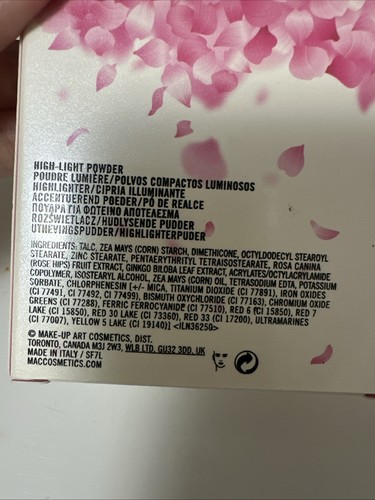 HIGH-LIGHT POWDER
POUDRE LUMIÈRE/POLVOS COMPACTOS LUMINOSOS
HIGHLIGHTER/CIPRIA ILLUMINANTE
ACCENTUEREND POEDER/PÓ DE REALCE
ΠΟΥΔΡΑ ΓΙΑ ΦΩΤΕΙΝΟ ΑΠΟΤΕΛΕΣΜΑ
ROZŚWIETLACZ/HUDLYSENDE PUDDER
UTHEVINGSPUDDER/HIGHLIGHTERPUDER
INGREDIENTS: TALC, ZEA MAYS (CORN) STARCH, DIMETHICONE, OCTYLDODECYL STEAROYL
STEARATE, ZINC STEARATE, PENTAERYTHRITYL TETRAISOSTEARATE, ROSA CANINA
(ROSE HIPS) FRUIT EXTRACT, GINKGO BILOBA LEAF EXTRACT, ACRYLATES/OCTYLACRYLAMIDE
COPOLYMER, ISOSTEARYL ALCOHOL, ZEA MAYS (CORN) OIL, TETRASODIUM EDTA, POTASSIUM
SORBATE, CHLORPHENESIN [+/- MICA, TITANIUM DIOXIDE (CI 77891), IRON OXIDES
(CI 77491, CI 77492, CI 77499), BISMUTH OXYCHLORIDE (CI 77163), CHROMIUM OXIDE
GREENS (CI 77288), FERRIC FERROCYANIDE (CI 77510), RED 6 (CI 15850), RED 7
LAKE (CI 15850), RED 30 LAKE (CI 73360), RED 33 (CI 17200), ULTRAMARINES
(CI 77007), YELLOW 5 LAKE (CI 19140)] <ILN36259>
© MAKE-UP ART COSMETICS, DIST.
TORONTO, CANADA M3J 2W3, WLB LTD, GU32 3DD, UK
MADE IN ITALY / SF7L
MACCOSMETICS.COM